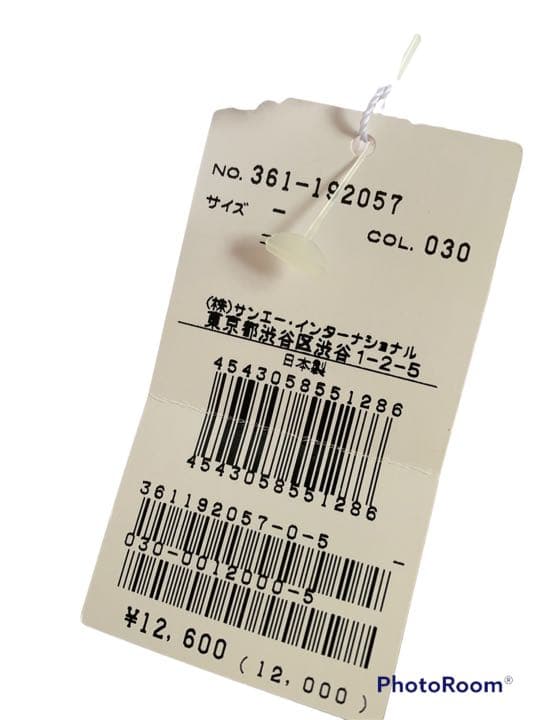 NO. 361-192057
サイズ -
COL. 030
(株)サンエー・インターナショナル
東京都渋谷区渋谷1-2-5
日本製
4543058551286
4543058551286
361192057-0-5 -
030-0012000-5
¥12,600 (12,000)
PhotoRoom®